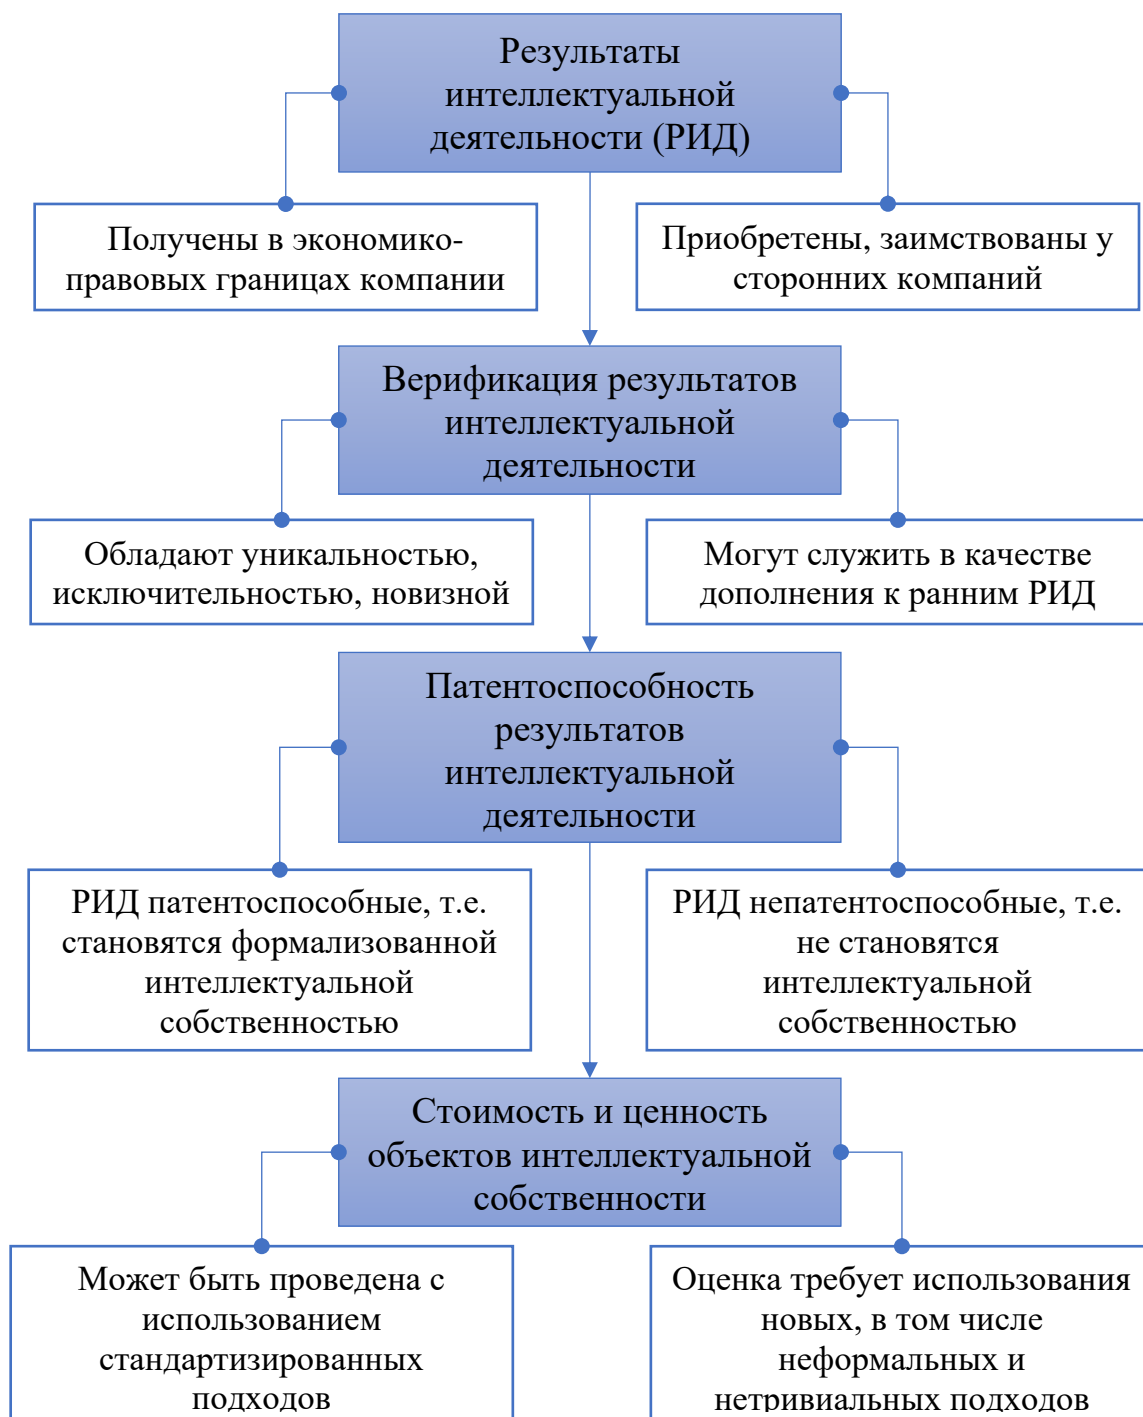 Результаты
интеллектуальной
деятельности (РИД)
Получены в экономико-
правовых границах компании
Приобретены, заимствованы у
сторонних компаний
Верификация результатов
интеллектуальной
деятельности
Обладают уникальностью,
исключительностью, новизной
Могут служить в качестве
дополнения к ранним РИД
Патентоспособность
результатов
интеллектуальной
деятельности
РИД патентоспособные, т.е.
становятся формализованной
интеллектуальной
собственностью
РИД непатентоспособные, т.е.
не становятся
интеллектуальной
собственностью
Стоимость и ценность
объектов интеллектуальной
собственности
Может быть проведена с
использованием
стандартизированных
подходов
Оценка требует использования
новых, в том числе
неформальных и
нетривиальных подходов